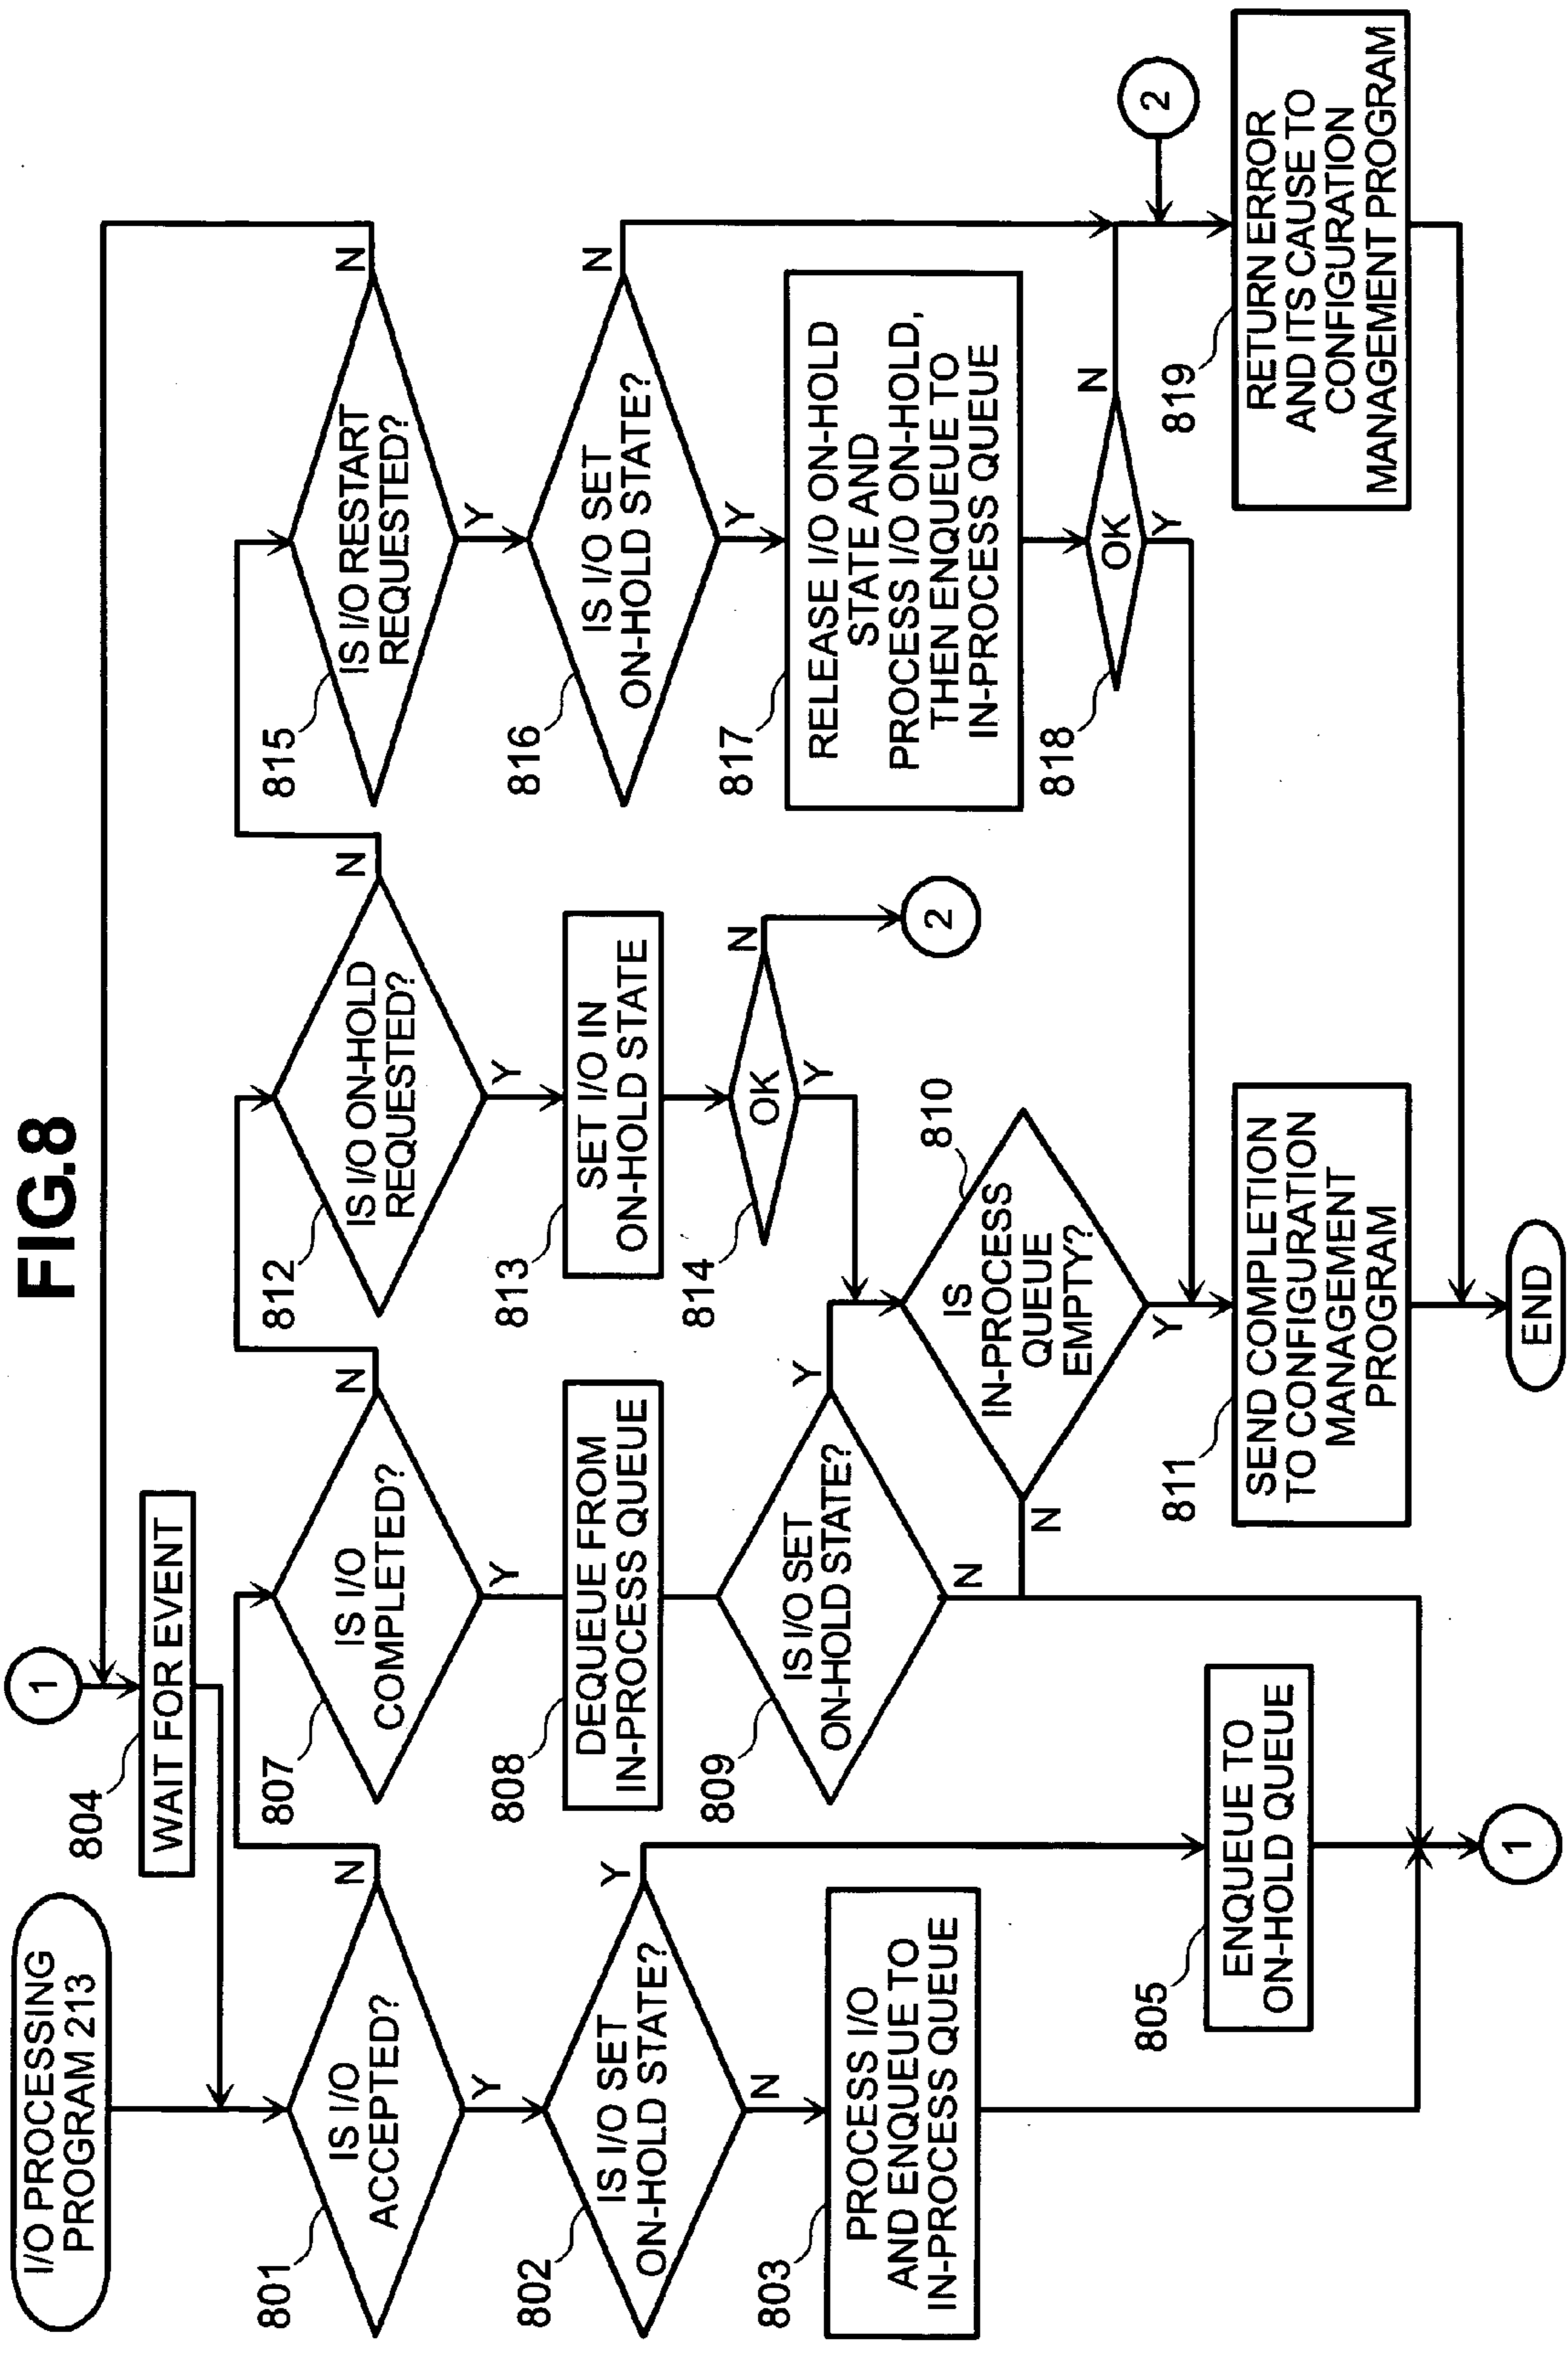 FIG.8
I/O PROCESSING
PROGRAM 213
1
804
WAIT FOR EVENT
801
IS I/O
ACCEPTED?
N
Y
802
IS I/O SET
ON-HOLD STATE?
Y
N
803
PROCESS I/O
AND ENQUEUE TO
IN-PROCESS QUEUE
805
ENQUEUE TO
ON-HOLD QUEUE
1
807
IS I/O
COMPLETED?
N
Y
808
DEQUEUE FROM
IN-PROCESS QUEUE
809
IS I/O SET
ON-HOLD STATE?
Y
N
810
IS
IN-PROCESS
QUEUE
EMPTY?
N
Y
811
SEND COMPLETION
TO CONFIGURATION
MANAGEMENT
PROGRAM
END
812
IS I/O ON-HOLD
REQUESTED?
N
Y
813
SET I/O IN
ON-HOLD STATE
814
OK
N
Y
2
815
IS I/O RESTART
REQUESTED?
N
Y
816
IS I/O SET
ON-HOLD STATE?
N
Y
817
RELEASE I/O ON-HOLD
STATE AND
PROCESS I/O ON-HOLD,
THEN ENQUEUE TO
IN-PROCESS QUEUE
818
OK
N
Y
2
819
RETURN ERROR
AND ITS CAUSE TO
CONFIGURATION
MANAGEMENT PROGRAM